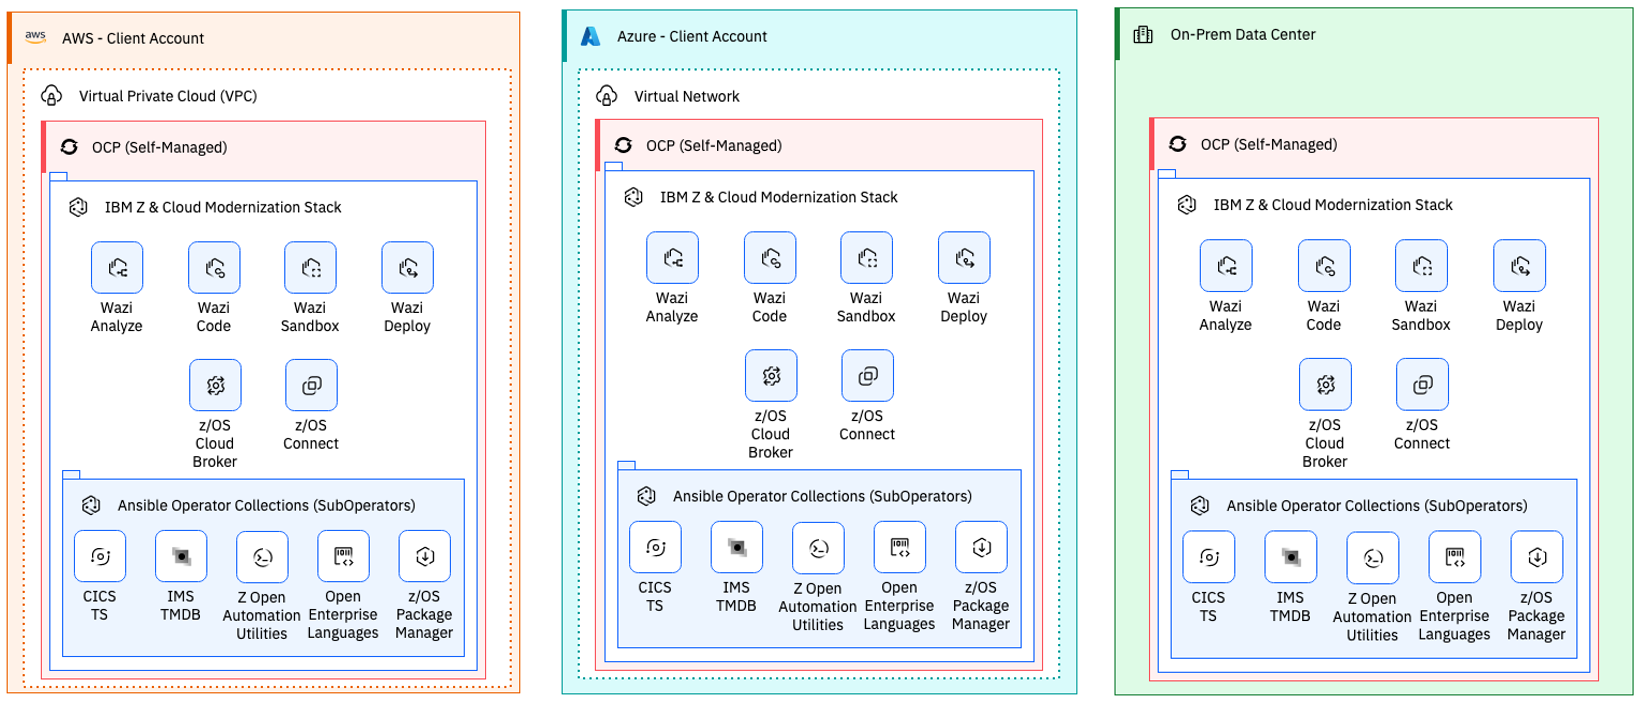 aws
AWS - Client Account
Virtual Private Cloud (VPC)
OCP (Self-Managed)
IBM Z & Cloud Modernization Stack
Wazi
Analyze
Wazi
Code
Wazi
Sandbox
Wazi
Deploy
z/OS
Cloud
Broker
z/OS
Connect
Ansible Operator Collections (SubOperators)
CICS
TS
IMS
TMDB
Z Open
Automation
Utilities
Open
Enterprise
Languages
z/OS
Package
Manager
Azure - Client Account
Virtual Network
OCP (Self-Managed)
IBM Z & Cloud Modernization Stack
Wazi
Analyze
Wazi
Code
Wazi
Sandbox
Wazi
Deploy
z/OS
Cloud
Broker
z/OS
Connect
Ansible Operator Collections (SubOperators)
CICS
TS
IMS
TMDB
Z Open
Automation
Utilities
Open
Enterprise
Languages
z/OS
Package
Manager
On-Prem Data Center
OCP (Self-Managed)
IBM Z & Cloud Modernization Stack
Wazi
Analyze
Wazi
Code
Wazi
Sandbox
Wazi
Deploy
z/OS
Cloud
Broker
z/OS
Connect
Ansible Operator Collections (SubOperators)
CICS
TS
IMS
TMDB
Z Open
Automation
Utilities
Open
Enterprise
Languages
z/OS
Package
Manager